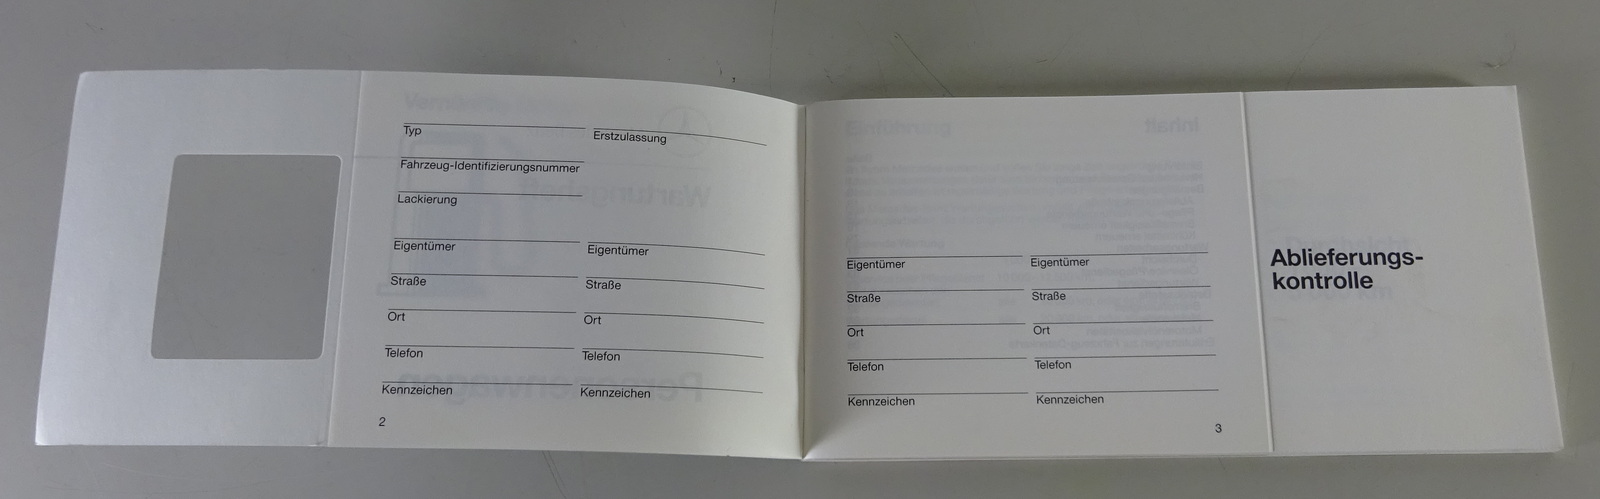 Typ
Erstzulassung
Fahrzeug-Identifizierungsnummer
Lackierung
Eigentümer
Eigentümer
Straße
Straße
Ort
Ort
Telefon
Telefon
Kennzeichen
Kennzeichen
2
Eigentümer
Eigentümer
Straße
Straße
Ort
Ort
Telefon
Telefon
Kennzeichen
Kennzeichen
3
Ablieferungs-
kontrolle